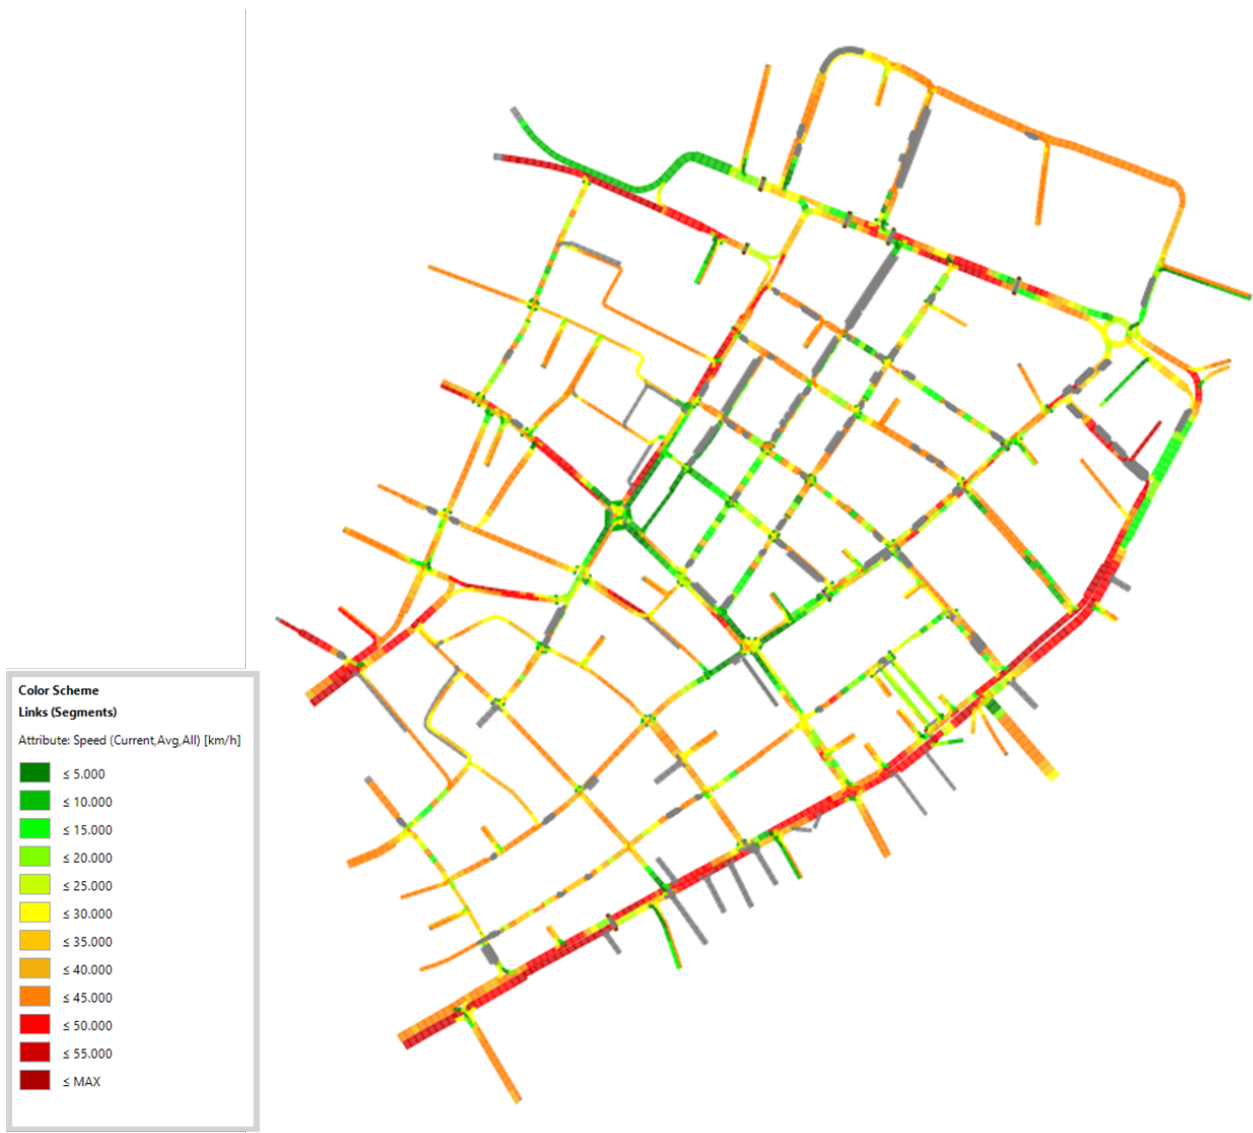 Color Scheme
Links (Segments)
Attribute: Speed (Current,Avg,All) [km/h]
≤ 5.000
≤ 10.000
≤ 15.000
≤ 20.000
≤ 25.000
≤ 30.000
≤ 35.000
≤ 40.000
≤ 45.000
≤ 50.000
≤ 55.000
≤ MAX